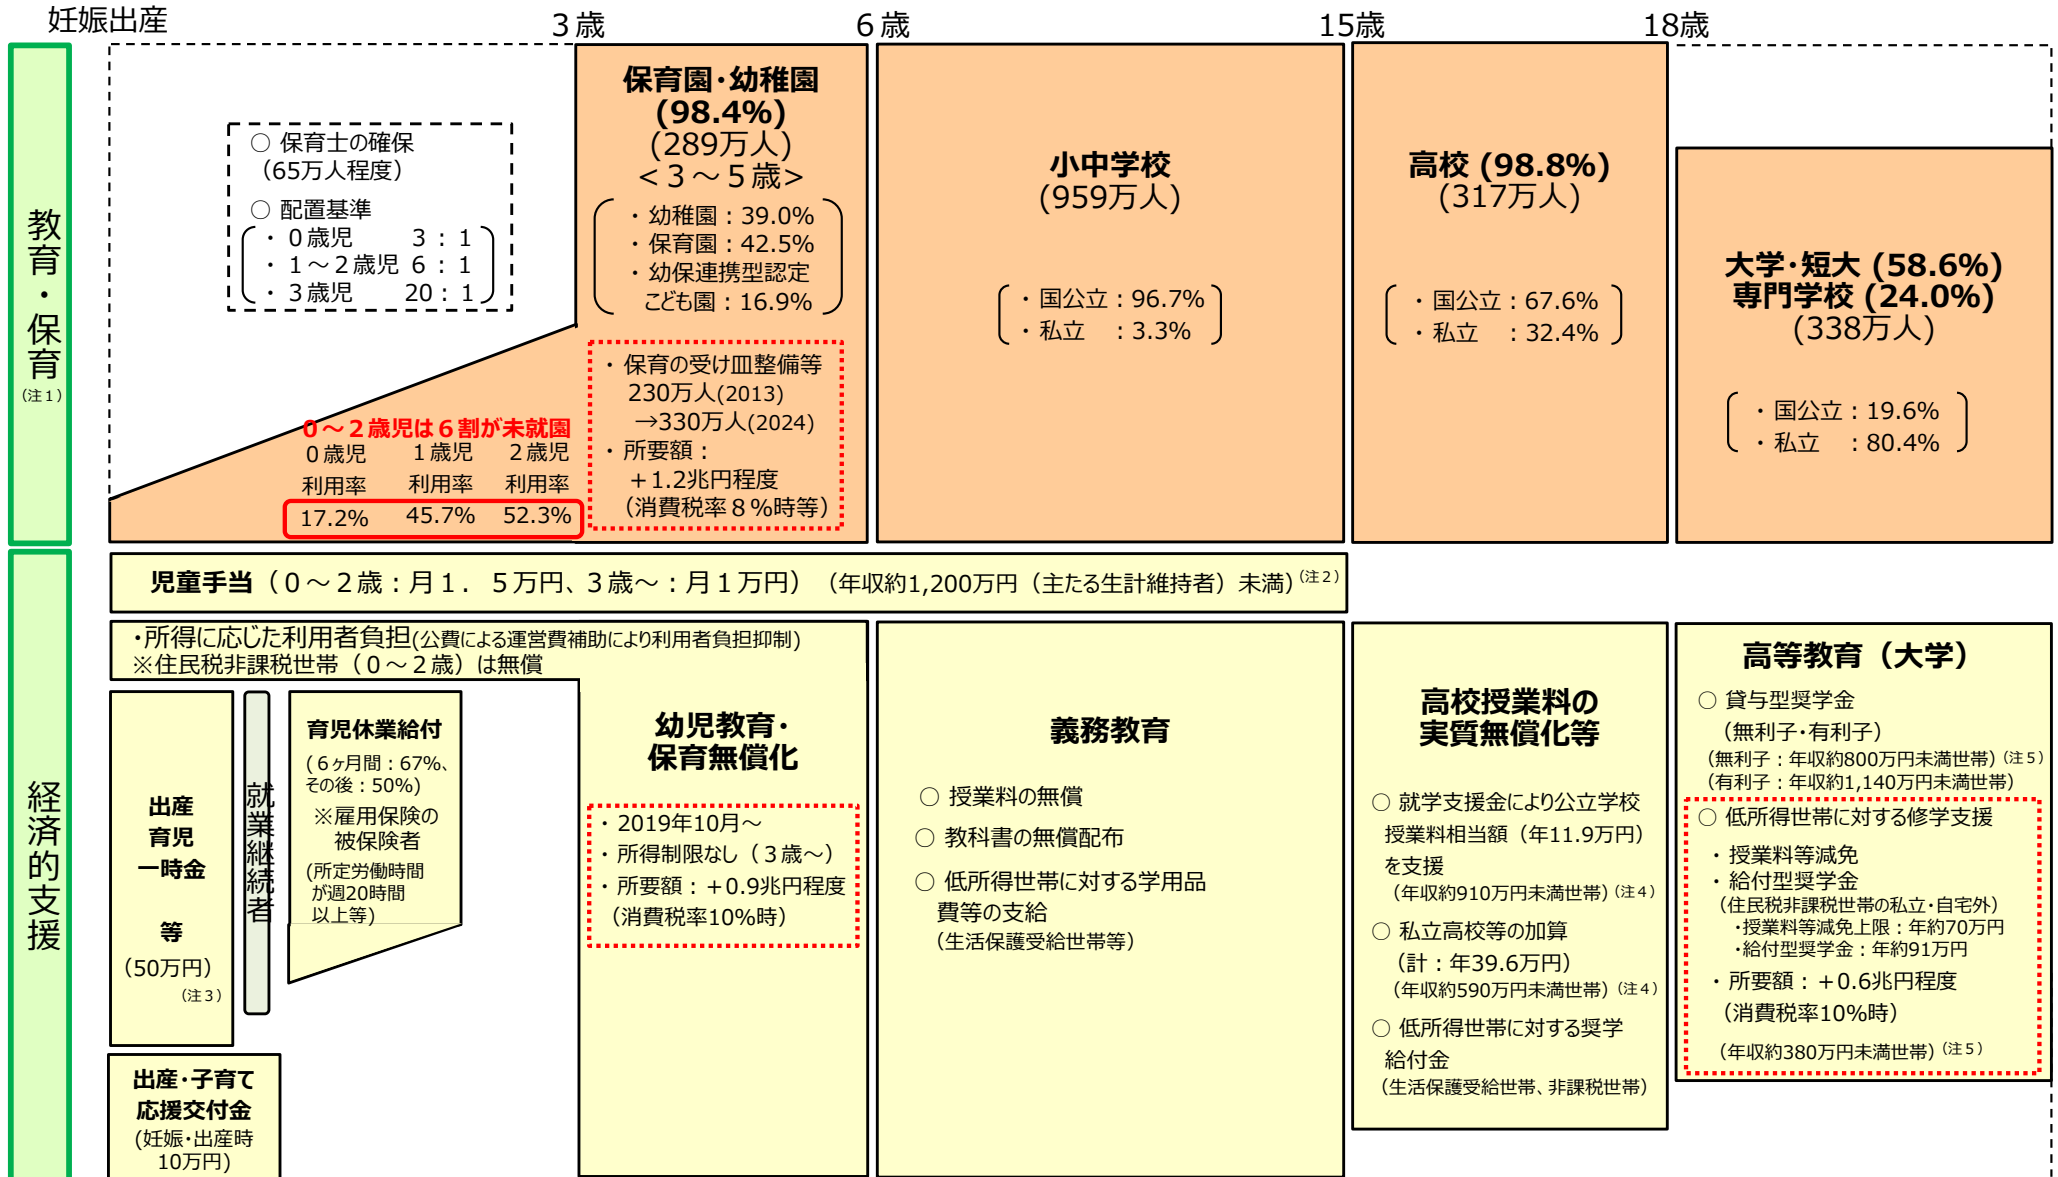 妊娠出産
３歳
６歳
15歳
18歳
教育・保育
（注１）
○ 保育士の確保
（65万人程度）
○ 配置基準
・０歳児 3：1
・１～２歳児 6：1
・３歳児 20：1
０～２歳児は６割が未就園
０歳児 １歳児 ２歳児
利用率 利用率 利用率
17.2% 45.7% 52.3%
保育園・幼稚園
(98.4%)
(289万人)
<３～５歳>
・幼稚園：39.0%
・保育園：42.5%
・幼保連携型認定
こども園：16.9%
・保育の受け皿整備等
230万人(2013)
→330万人(2024)
・所要額：
＋1.2兆円程度
（消費税率８％時等）
小中学校
(959万人)
・国公立：96.7%
・私立 ：3.3%
高校 (98.8%)
(317万人)
・国公立：67.6%
・私立 ：32.4%
大学・短大 (58.6%)
専門学校 (24.0%)
(338万人)
・国公立：19.6%
・私立 ：80.4%
経済的支援
児童手当（０～２歳：月１．５万円、３歳～：月１万円）（年収約1,200万円（主たる生計維持者）未満）（注２）
・所得に応じた利用者負担(公費による運営費補助により利用者負担抑制)
※住民税非課税世帯（０～２歳）は無償
出産
育児
一時金
等
（50万円）
（注３）
就業継続者
育児休業給付
(６ヶ月間：67%、
その後：50%)
※雇用保険の
被保険者
(所定労働時間
が週20時間
以上等)
出産・子育て
応援交付金
(妊娠・出産時
10万円)
幼児教育・
保育無償化
・2019年10月～
・所得制限なし（３歳～）
・所要額：＋0.9兆円程度
（消費税率10%時）
義務教育
○ 授業料の無償
○ 教科書の無償配布
○ 低所得世帯に対する学用品
費等の支給
（生活保護受給世帯等）
高校授業料の
実質無償化等
○ 就学支援金により公立学校
授業料相当額（年11.9万円）
を支援
（年収約910万円未満世帯）（注４）
○ 私立高校等の加算
（計：年39.6万円）
（年収約590万円未満世帯）（注４）
○ 低所得世帯に対する奨学
給付金
（生活保護受給世帯、非課税世帯）
高等教育（大学）
○ 貸与型奨学金
（無利子・有利子）
（無利子：年収約800万円未満世帯）（注５）
（有利子：年収約1,140万円未満世帯）
○ 低所得世帯に対する修学支援
・授業料等減免
・給付型奨学金
（住民税非課税世帯の私立・自宅外）
・授業料等減免上限：年約70万円
・給付型奨学金：年約91万円
・所要額：＋0.6兆円程度
（消費税率10%時）
（年収約380万円未満世帯）（注５）